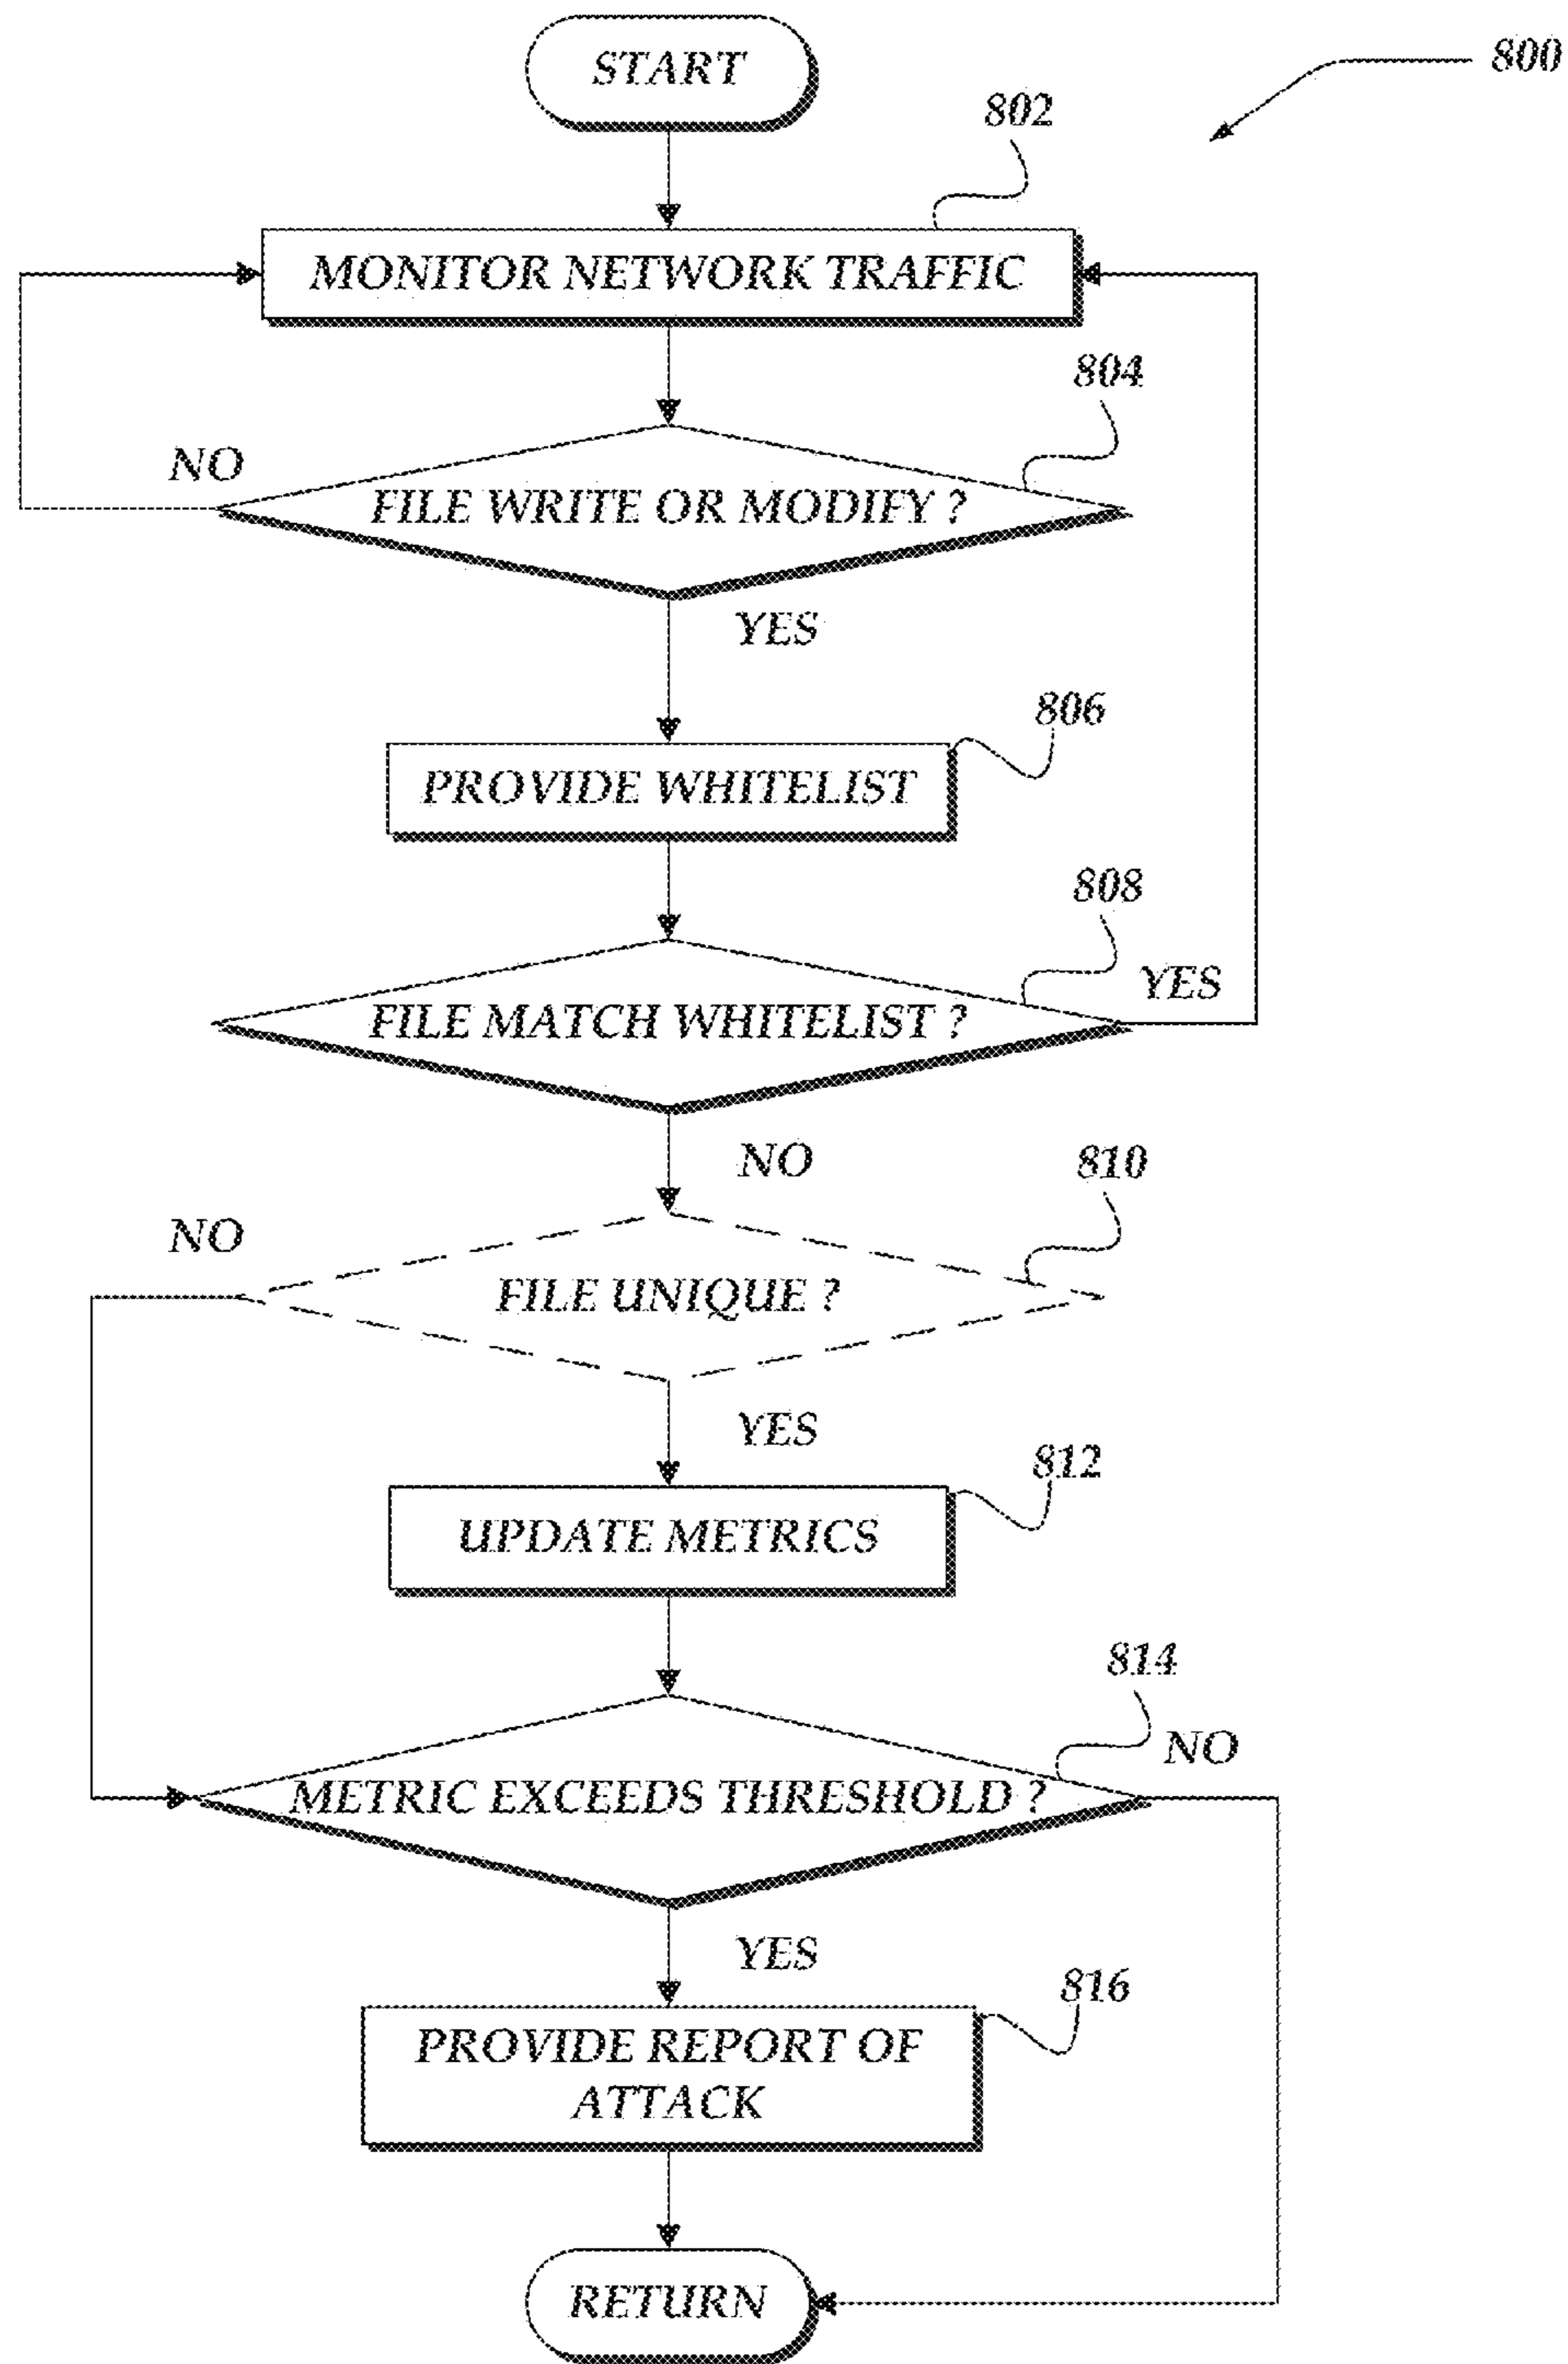 START
800
802
MONITOR NETWORK TRAFFIC
804
NO
FILE WRITE OR MODIFY ?
YES
806
PROVIDE WHITELIST
808
YES
FILE MATCH WHITELIST ?
NO
810
NO
FILE UNIQUE ?
YES
812
UPDATE METRICS
814
NO
METRIC EXCEEDS THRESHOLD ?
YES
816
PROVIDE REPORT OF
ATTACK
RETURN